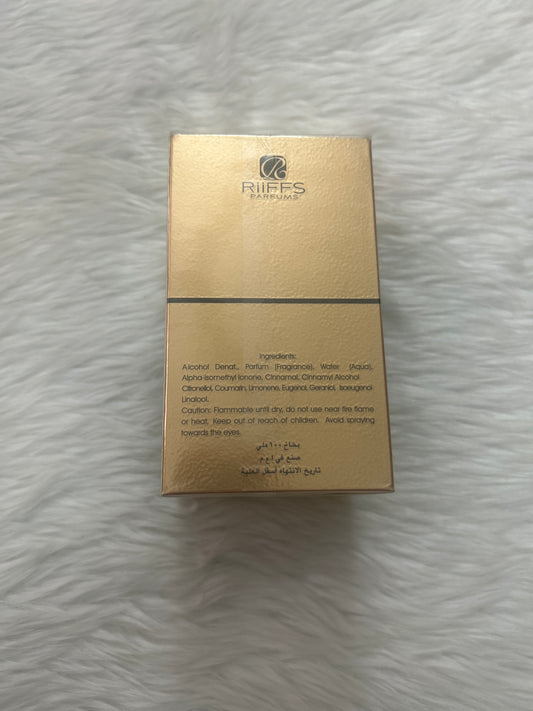 R
RiiFFS
PARFUMS
Ingredients:
Alcohol Denat., Parfum (Fragrance), Water (Aqua),
Alpha-Isomethyl Ionone, Cinnamal, Cinnamyl Alcohol
Citronellol, Coumarin, Limonene, Eugenol, Geraniol, Isoeugenol
Linalool.
Caution: Flammable until dry, do not use near fire flame
or heat. Keep out of reach of children. Avoid spraying
towards the eyes.
بخاخ ١٠٠ ملي
صنع في ا.ع.م
تاريخ الانتهاء أسفل العلبة